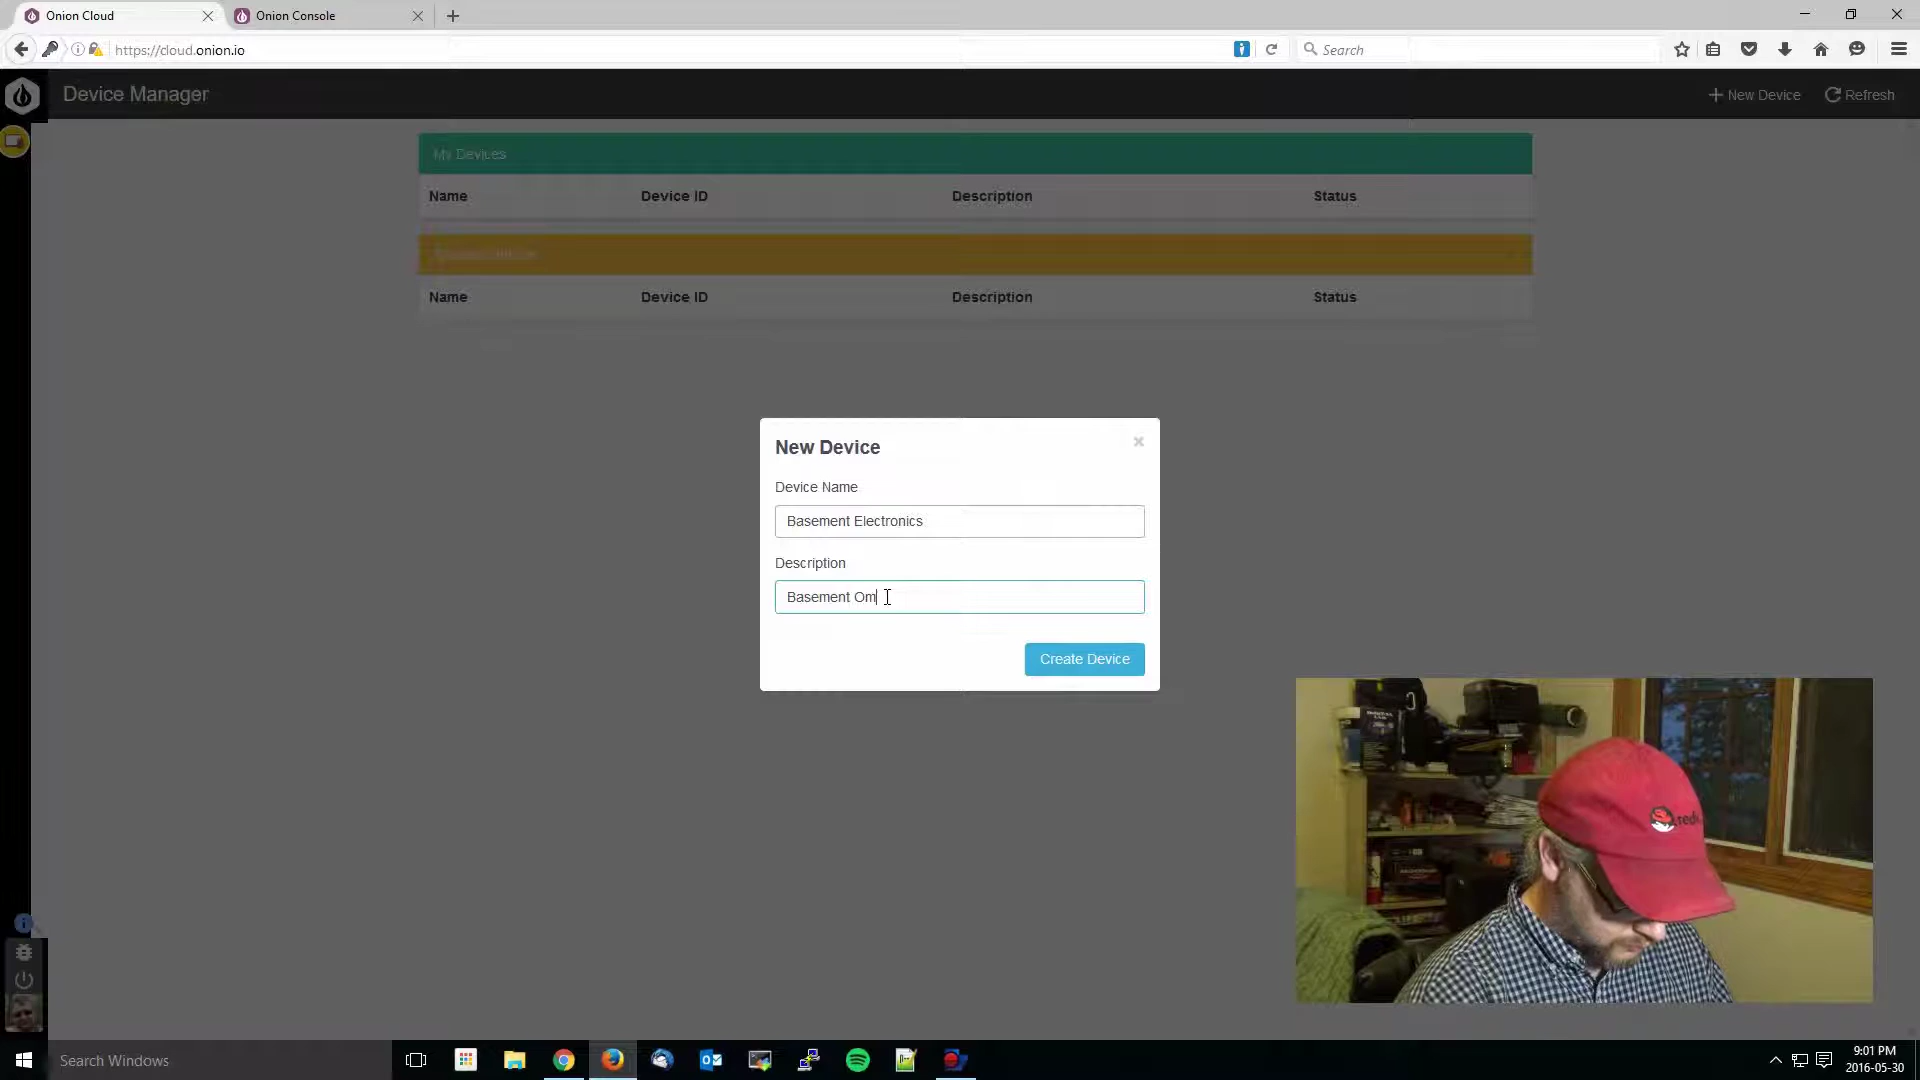 Onion Cloud
Onion Console
https://cloud.onion.io
Search
Device Manager
New Device
Refresh
My Devices
Name Device ID Description Status
Name Device ID Description Status
New Device
Device Name
Basement Electronics
Description
Basement Om
Create Device
Search Windows
9:01 PM
2016-05-30